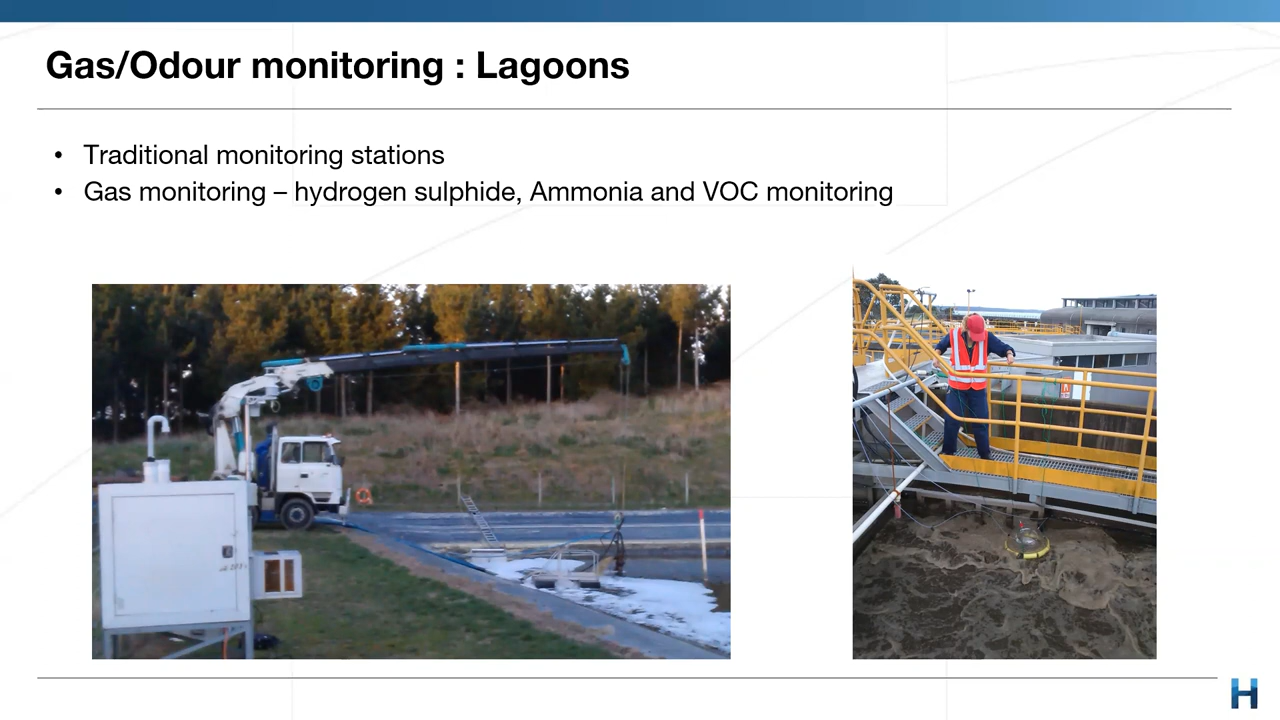 Gas/Odour monitoring : Lagoons
• Traditional monitoring stations
• Gas monitoring – hydrogen sulphide, Ammonia and VOC monitoring
H